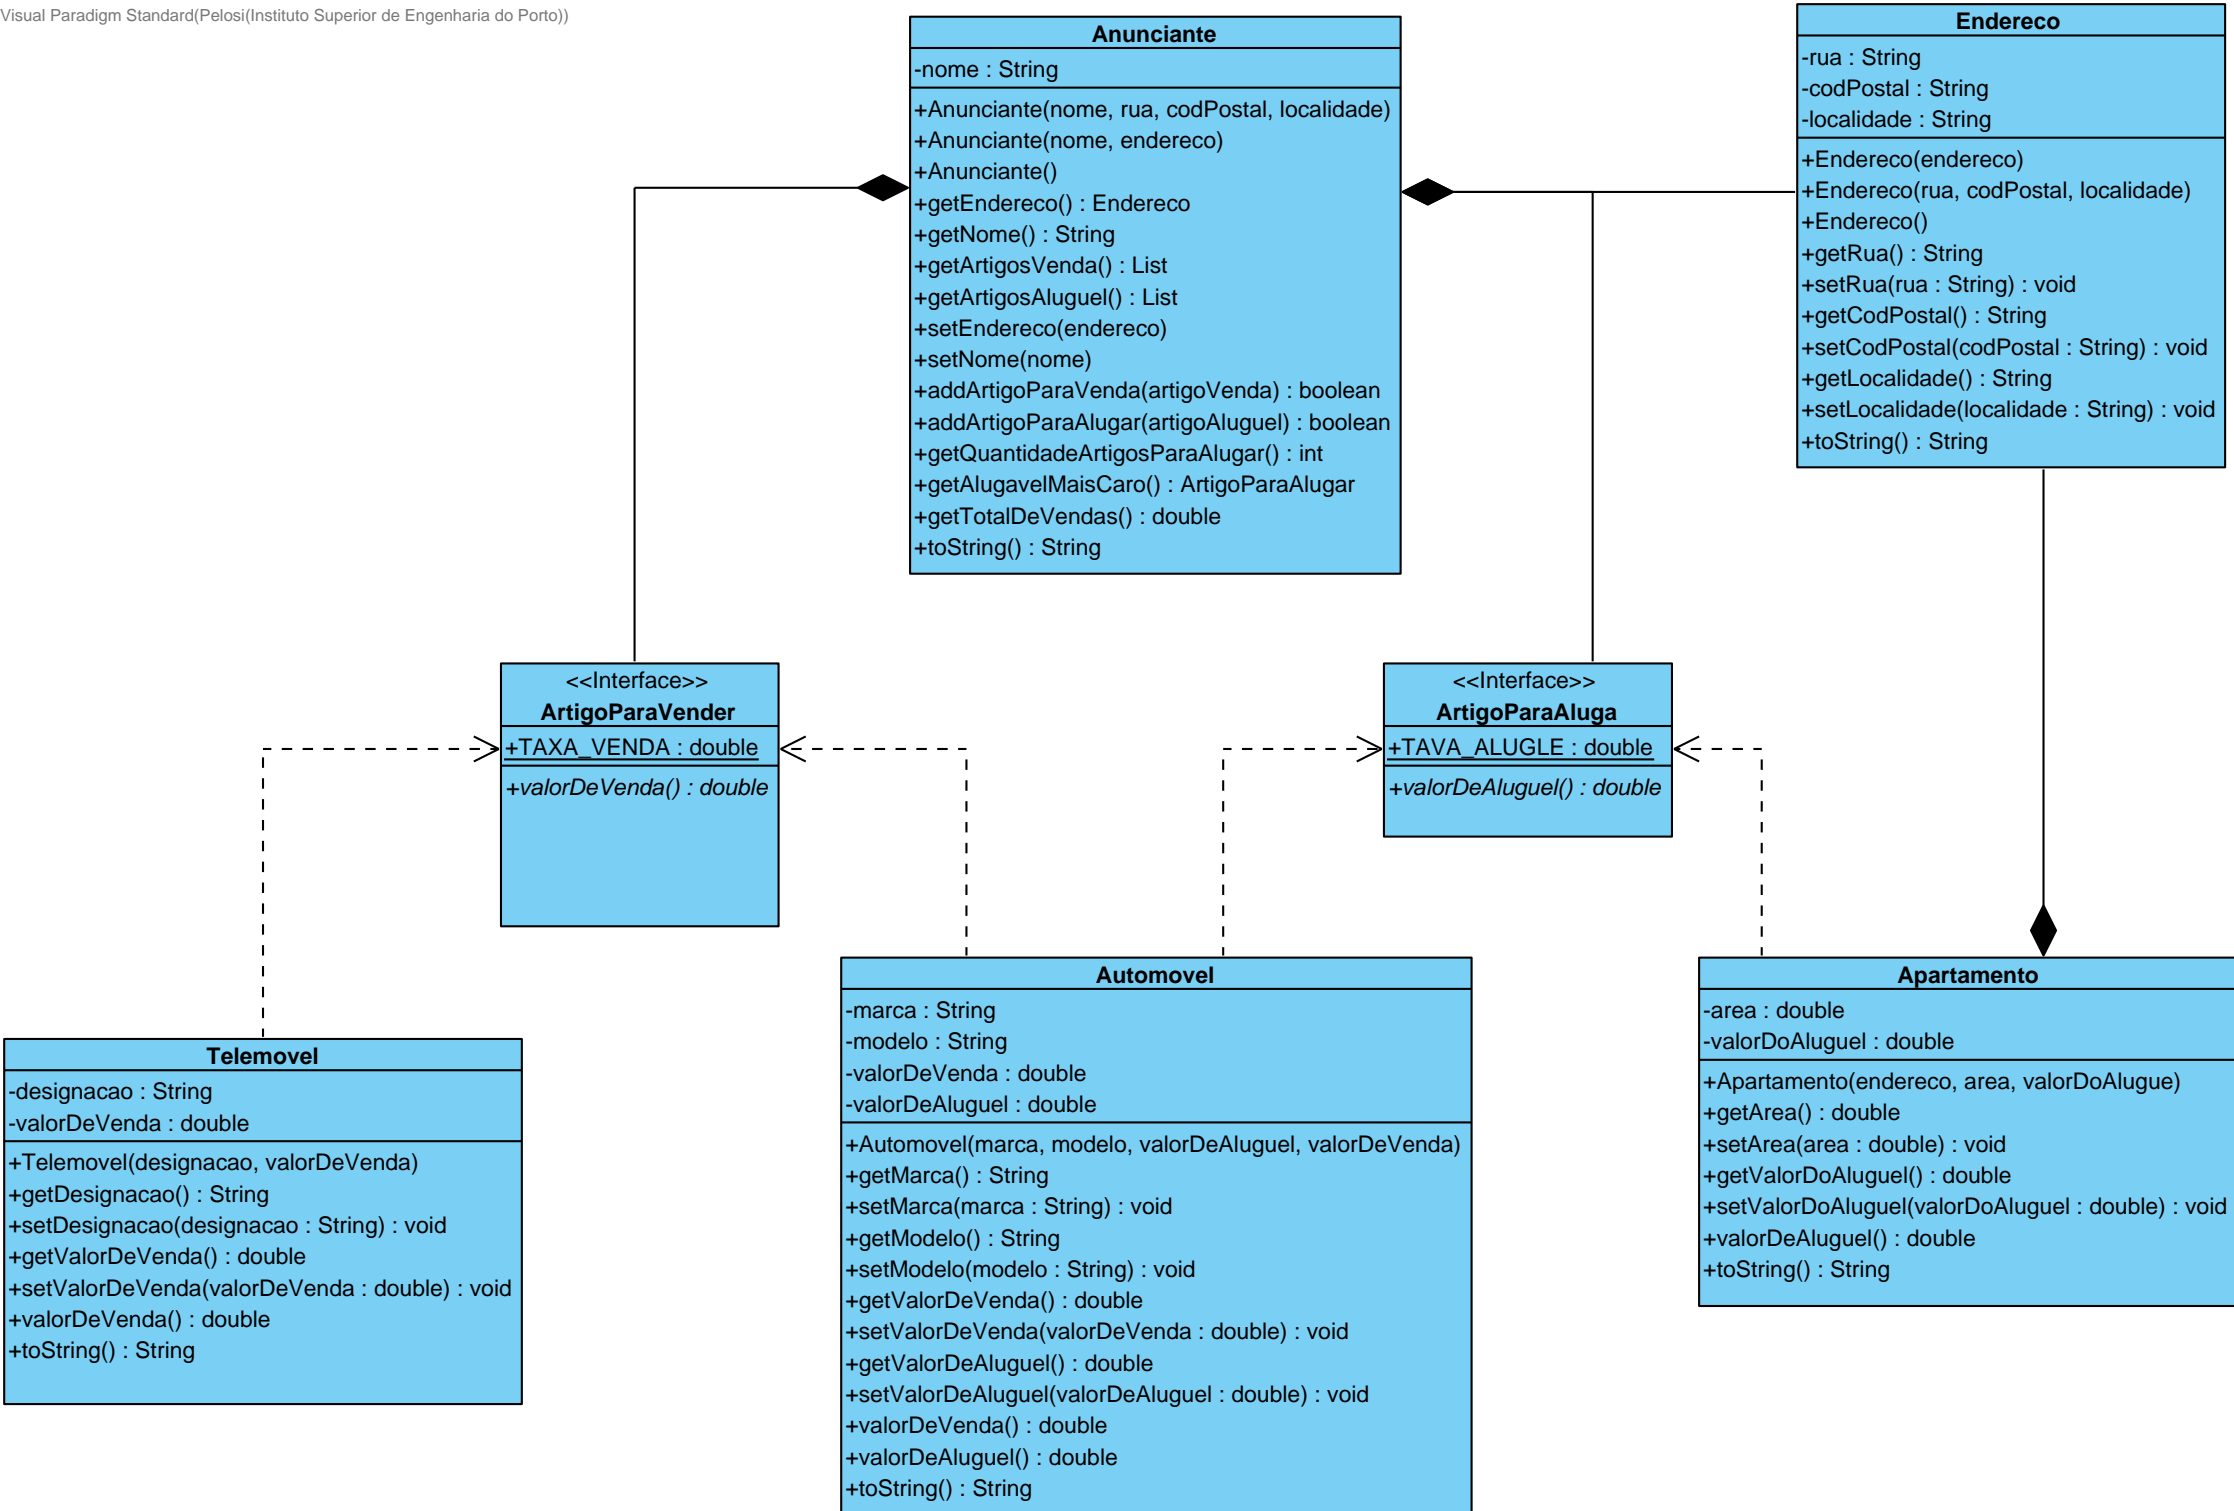 Visual Paradigm Standard(Pelosi(Instituto Superior de Engenharia do Porto))
Anunciante
-nome : String
+Anunciante(nome, rua, codPostal, localidade)
+Anunciante(nome, endereco)
+Anunciante()
+getEndereco() : Endereco
+getNome() : String
+getArtigosVenda() : List
+getArtigosAluguel() : List
+setEndereco(endereco)
+setNome(nome)
+addArtigoParaVenda(artigoVenda) : boolean
+addArtigoParaAlugar(artigoAluguel) : boolean
+getQuantidadeArtigosParaAlugar() : int
+getAlugavelMaisCaro() : ArtigoParaAlugar
+getTotalDeVendas() : double
+toString() : String
Endereco
-rua : String
-codPostal : String
-localidade : String
+Endereco(endereco)
+Endereco(rua, codPostal, localidade)
+Endereco()
+getRua() : String
+setRua(rua : String) : void
+getCodPostal() : String
+setCodPostal(codPostal : String) : void
+getLocalidade() : String
+setLocalidade(localidade : String) : void
+toString() : String
<<Interface>>
ArtigoParaVender
+TAXA_VENDA : double
+valorDeVenda() : double
<<Interface>>
ArtigoParaAluga
+TAVA_ALUGLE : double
+valorDeAluguel() : double
Telemovel
-designacao : String
-valorDeVenda : double
+Telemovel(designacao, valorDeVenda)
+getDesignacao() : String
+setDesignacao(designacao : String) : void
+getValorDeVenda() : double
+setValorDeVenda(valorDeVenda : double) : void
+valorDeVenda() : double
+toString() : String
Automovel
-marca : String
-modelo : String
-valorDeVenda : double
-valorDeAluguel : double
+Automovel(marca, modelo, valorDeAluguel, valorDeVenda)
+getMarca() : String
+setMarca(marca : String) : void
+getModelo() : String
+setModelo(modelo : String) : void
+getValorDeVenda() : double
+setValorDeVenda(valorDeVenda : double) : void
+getValorDeAluguel() : double
+setValorDeAluguel(valorDeAluguel : double) : void
+valorDeVenda() : double
+valorDeAluguel() : double
+toString() : String
Apartamento
-area : double
-valorDoAluguel : double
+Apartamento(endereco, area, valorDoAlugue)
+getArea() : double
+setArea(area : double) : void
+getValorDoAluguel() : double
+setValorDoAluguel(valorDoAluguel : double) : void
+valorDeAluguel() : double
+toString() : String